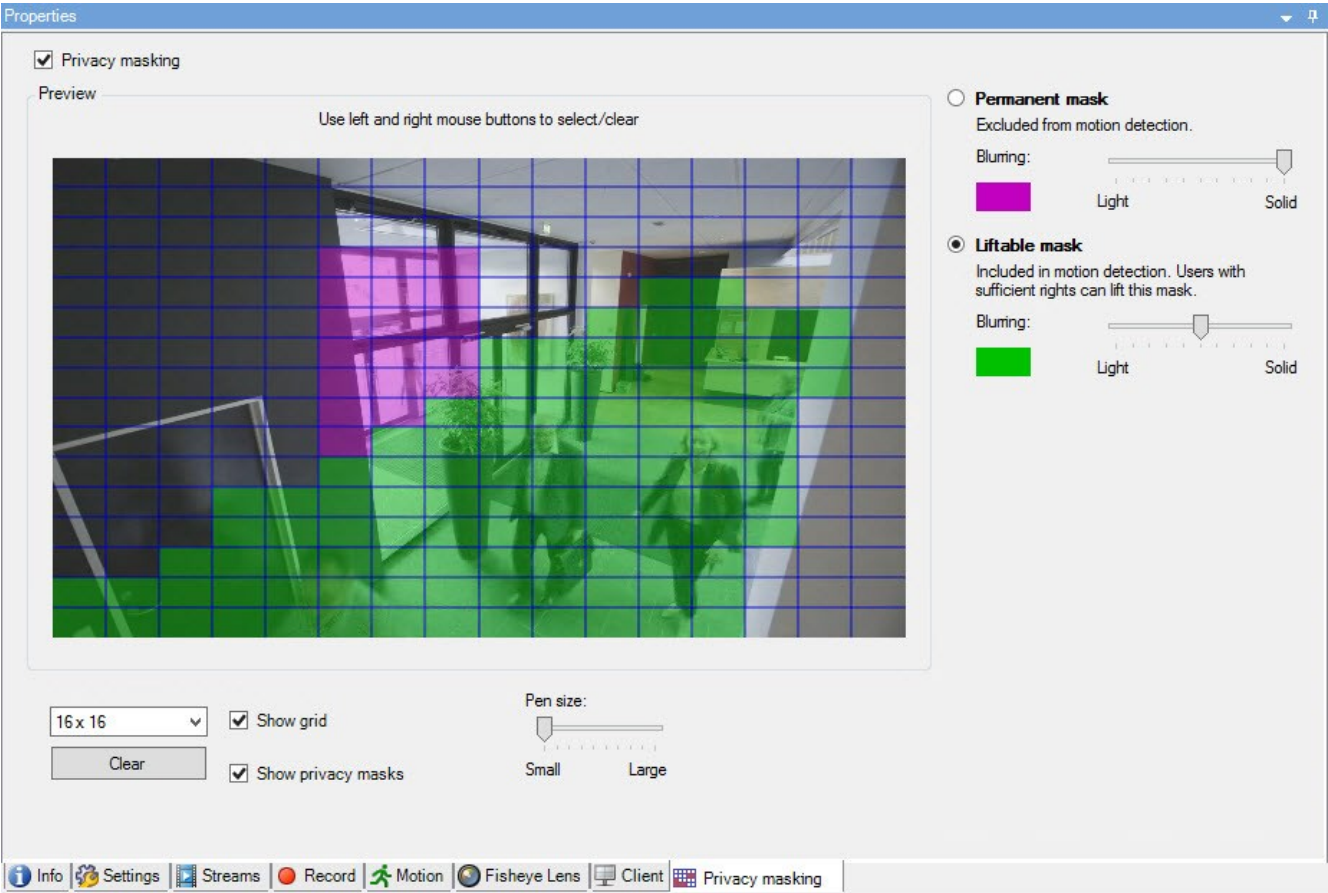 Properties
Privacy masking
Preview
Use left and right mouse buttons to select/clear
Permanent mask
Excluded from motion detection.
Blurring:
Light Solid
Liftable mask
Included in motion detection. Users with
sufficient rights can lift this mask.
Blurring:
Light Solid
16 x 16
Show grid
Pen size:
Clear
Show privacy masks
Small Large
Info Settings Streams Record Motion Fisheye Lens Client Privacy masking